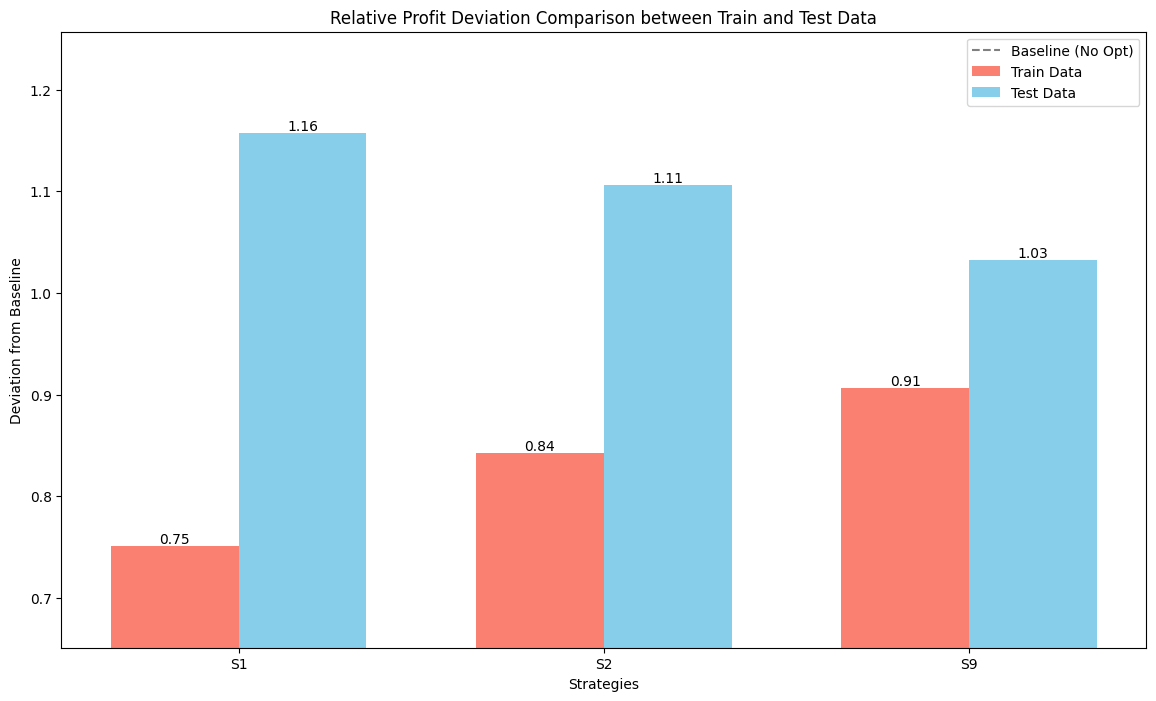 Relative Profit Deviation Comparison between Train and Test Data
Baseline (No Opt)
Train Data
Test Data
Deviation from Baseline
1.2
1.1
1.0
0.9
0.8
0.7
0.75
1.16
0.84
1.11
0.91
1.03
S1
S2
S9
Strategies